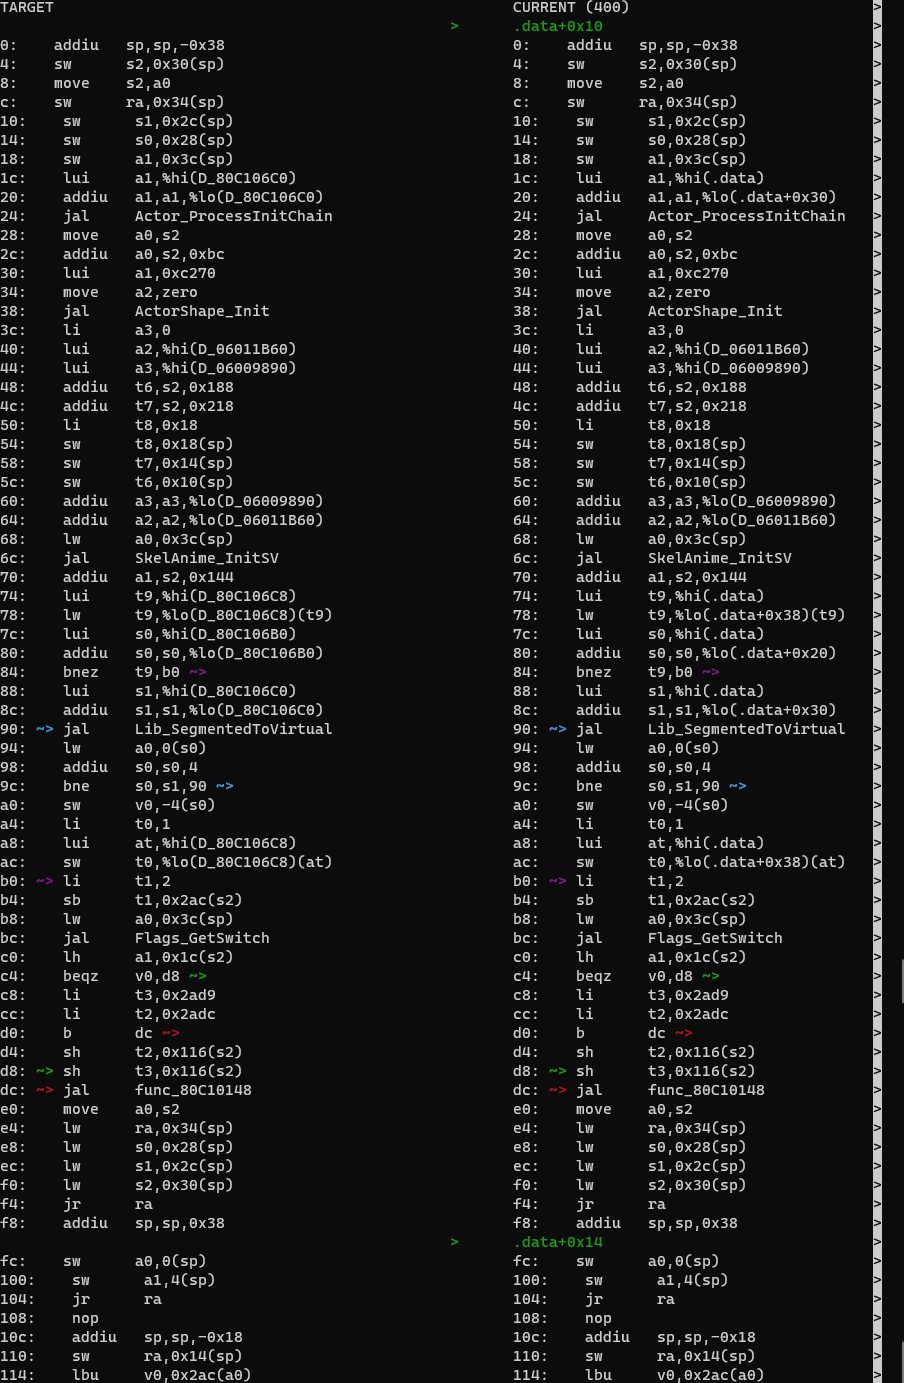 TARGET CURRENT (400) >
> .data+0x10 >
0: addiu sp,sp,-0x38 0: addiu sp,sp,-0x38 >
4: sw s2,0x30(sp) 4: sw s2,0x30(sp) >
8: move s2,a0 8: move s2,a0 >
c: sw ra,0x34(sp) c: sw ra,0x34(sp) >
10: sw s1,0x2c(sp) 10: sw s1,0x2c(sp) >
14: sw s0,0x28(sp) 14: sw s0,0x28(sp) >
18: sw a1,0x3c(sp) 18: sw a1,0x3c(sp) >
1c: lui a1,%hi(D_80C106C0) 1c: lui a1,%hi(.data) >
20: addiu a1,a1,%lo(D_80C106C0) 20: addiu a1,a1,%lo(.data+0x30) >
24: jal Actor_ProcessInitChain 24: jal Actor_ProcessInitChain >
28: move a0,s2 28: move a0,s2 >
2c: addiu a0,s2,0xbc 2c: addiu a0,s2,0xbc >
30: lui a1,0xc270 30: lui a1,0xc270 >
34: move a2,zero 34: move a2,zero >
38: jal ActorShape_Init 38: jal ActorShape_Init >
3c: li a3,0 3c: li a3,0 >
40: lui a2,%hi(D_06011B60) 40: lui a2,%hi(D_06011B60) >
44: lui a3,%hi(D_06009890) 44: lui a3,%hi(D_06009890) >
48: addiu t6,s2,0x188 48: addiu t6,s2,0x188 >
4c: addiu t7,s2,0x218 4c: addiu t7,s2,0x218 >
50: li t8,0x18 50: li t8,0x18 >
54: sw t8,0x18(sp) 54: sw t8,0x18(sp) >
58: sw t7,0x14(sp) 58: sw t7,0x14(sp) >
5c: sw t6,0x10(sp) 5c: sw t6,0x10(sp) >
60: addiu a3,a3,%lo(D_06009890) 60: addiu a3,a3,%lo(D_06009890) >
64: addiu a2,a2,%lo(D_06011B60) 64: addiu a2,a2,%lo(D_06011B60) >
68: lw a0,0x3c(sp) 68: lw a0,0x3c(sp) >
6c: jal SkelAnime_InitSV 6c: jal SkelAnime_InitSV >
70: addiu a1,s2,0x144 70: addiu a1,s2,0x144 >
74: lui t9,%hi(D_80C106C8) 74: lui t9,%hi(.data) >
78: lw t9,%lo(D_80C106C8)(t9) 78: lw t9,%lo(.data+0x38)(t9) >
7c: lui s0,%hi(D_80C106B0) 7c: lui s0,%hi(.data) >
80: addiu s0,s0,%lo(D_80C106B0) 80: addiu s0,s0,%lo(.data+0x20) >
84: bnez t9,b0 ~> 84: bnez t9,b0 ~> >
88: lui s1,%hi(D_80C106C0) 88: lui s1,%hi(.data) >
8c: addiu s1,s1,%lo(D_80C106C0) 8c: addiu s1,s1,%lo(.data+0x30) >
90: ~> jal Lib_SegmentedToVirtual 90: ~> jal Lib_SegmentedToVirtual >
94: lw a0,0(s0) 94: lw a0,0(s0) >
98: addiu s0,s0,4 98: addiu s0,s0,4 >
9c: bne s0,s1,90 ~> 9c: bne s0,s1,90 ~> >
a0: sw v0,-4(s0) a0: sw v0,-4(s0) >
a4: li t0,1 a4: li t0,1 >
a8: lui at,%hi(D_80C106C8) a8: lui at,%hi(.data) >
ac: sw t0,%lo(D_80C106C8)(at) ac: sw t0,%lo(.data+0x38)(at) >
b0: ~> li t1,2 b0: ~> li t1,2 >
b4: sb t1,0x2ac(s2) b4: sb t1,0x2ac(s2) >
b8: lw a0,0x3c(sp) b8: lw a0,0x3c(sp) >
bc: jal Flags_GetSwitch bc: jal Flags_GetSwitch >
c0: lh a1,0x1c(s2) c0: lh a1,0x1c(s2) >
c4: beqz v0,d8 ~> c4: beqz v0,d8 ~> >
c8: li t3,0x2ad9 c8: li t3,0x2ad9 >
cc: li t2,0x2adc cc: li t2,0x2adc >
d0: b dc ~> d0: b dc ~> >
d4: sh t2,0x116(s2) d4: sh t2,0x116(s2) >
d8: ~> sh t3,0x116(s2) d8: ~> sh t3,0x116(s2) >
dc: ~> jal func_80C10148 dc: ~> jal func_80C10148 >
e0: move a0,s2 e0: move a0,s2 >
e4: lw ra,0x34(sp) e4: lw ra,0x34(sp) >
e8: lw s0,0x28(sp) e8: lw s0,0x28(sp) >
ec: lw s1,0x2c(sp) ec: lw s1,0x2c(sp) >
f0: lw s2,0x30(sp) f0: lw s2,0x30(sp) >
f4: jr ra f4: jr ra >
f8: addiu sp,sp,0x38 f8: addiu sp,sp,0x38 >
> .data+0x14 >
fc: sw a0,0(sp) fc: sw a0,0(sp) >
100: sw a1,4(sp) 100: sw a1,4(sp) >
104: jr ra 104: jr ra >
108: nop 108: nop >
10c: addiu sp,sp,-0x18 10c: addiu sp,sp,-0x18 >
110: sw ra,0x14(sp) 110: sw ra,0x14(sp) >
114: lbu v0,0x2ac(a0) 114: lbu v0,0x2ac(a0) >